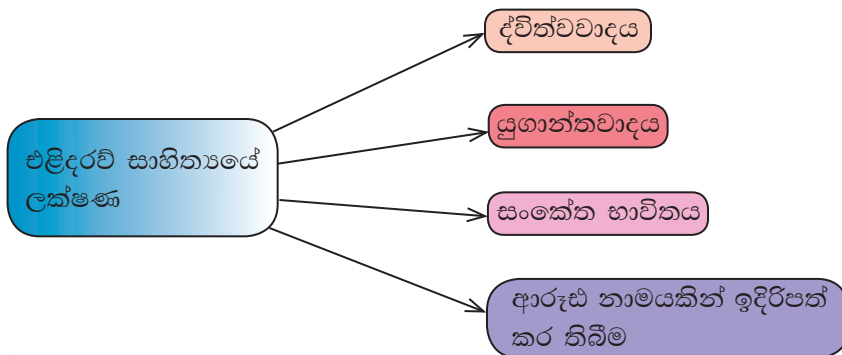 එළිදරව් සාහිත්‍යයේ
ලක්ෂණ
ද්විත්වවාදය
යුගාන්තවාදය
සංකේත භාවිතය
ආරූඪ නාමයකින් ඉදිරිපත්
කර තිබීම